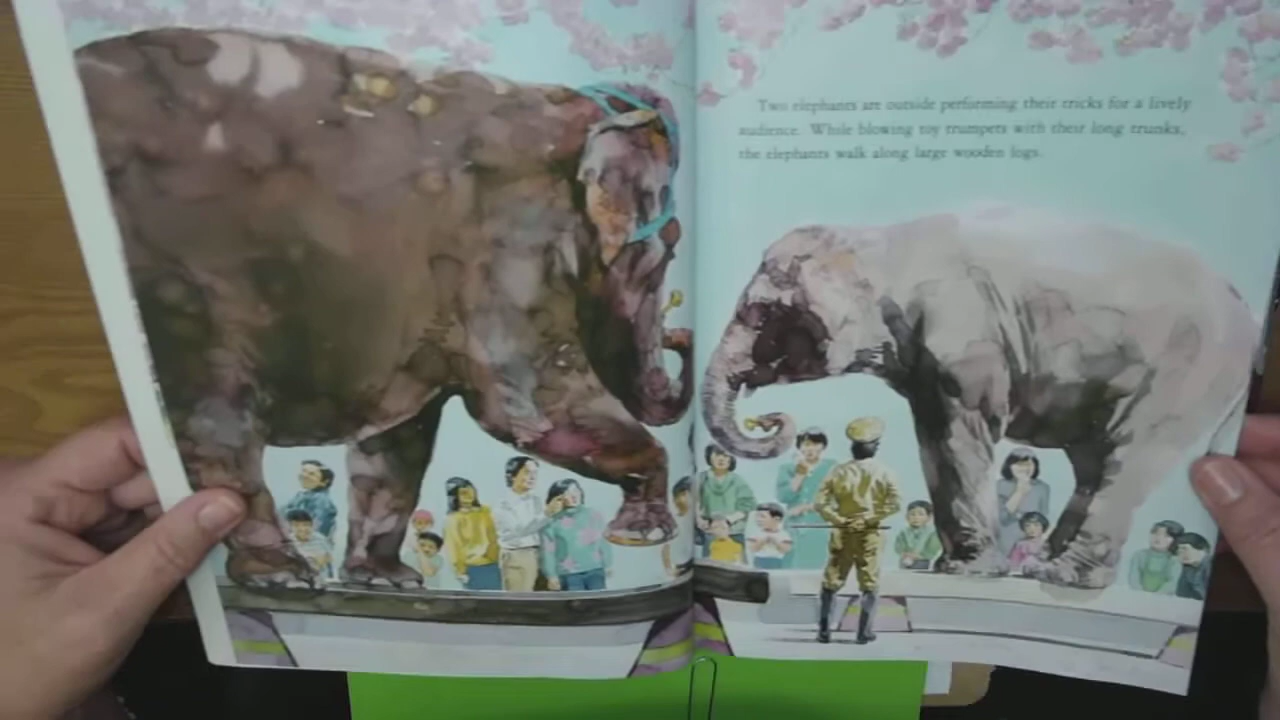 Two elephants are outside performing their tricks for a lively
audience. While blowing toy trumpets with their long trunks,
the elephants walk along large wooden logs.